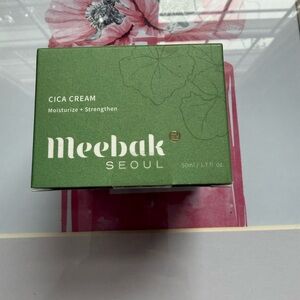 CICA CREAM
Moisturize + Strengthen
Meebak
SEOUL
50ml / 1.7 fl. oz.